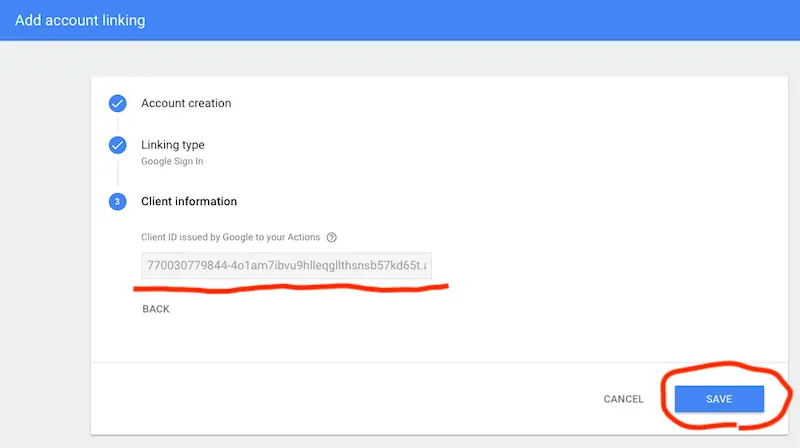 Add account linking
Account creation
Linking type
Google Sign In
3
Client information
Client ID issued by Google to your Actions ?
770030779844-4o1am7ibvu9hlleqgllthsnsb57kd65t.a
BACK
CANCEL
SAVE